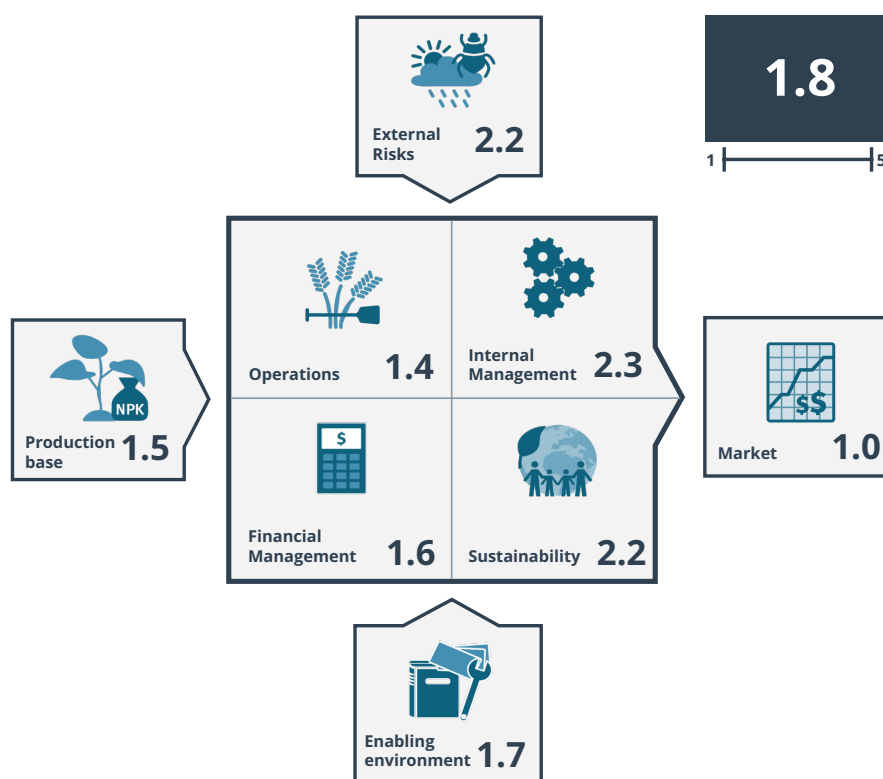 External
Risks
2.2
1.8
1
5
Operations
1.4
Internal
Management
2.3
NPK
Production
base
1.5
$
$$
Market
1.0
Financial
Management
1.6
Sustainability
2.2
Enabling
environment
1.7